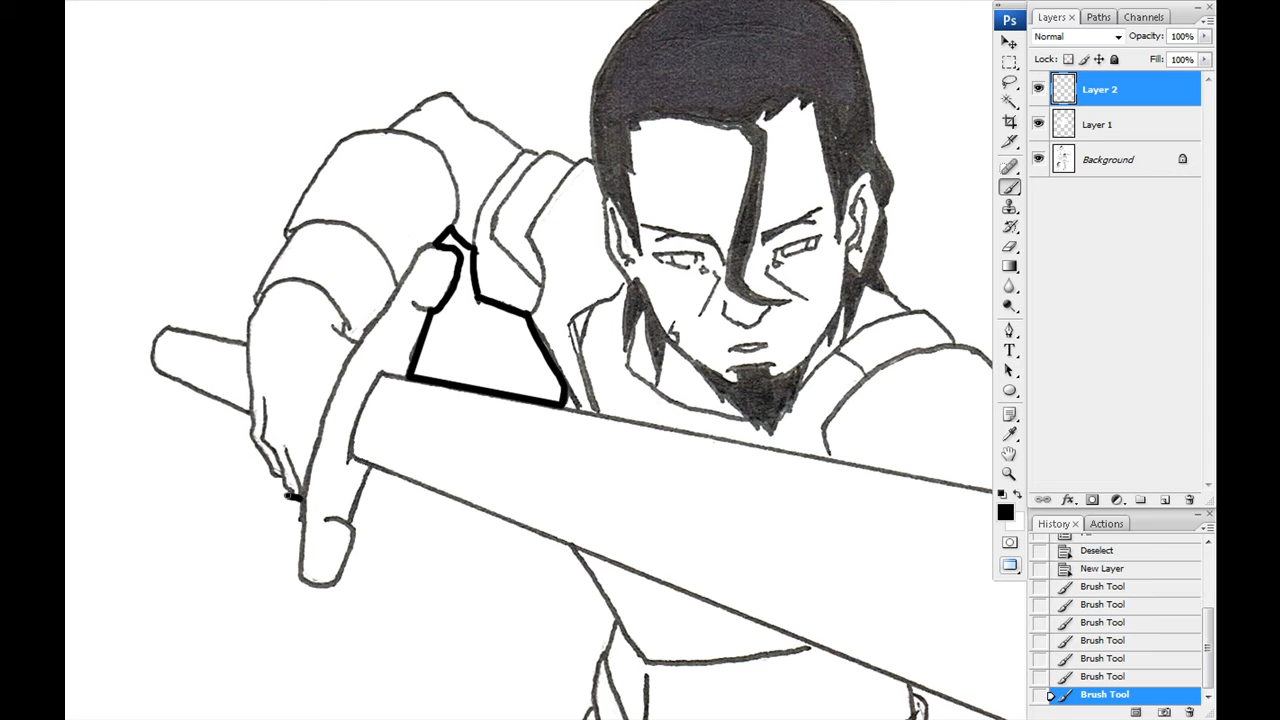 Ps
Layers × Paths Channels
Normal Opacity: 100%
Lock: Fill: 100%
Layer 2
Layer 1
Background
T
fx
History × Actions
Deselect
New Layer
Brush Tool
Brush Tool
Brush Tool
Brush Tool
Brush Tool
Brush Tool
Brush Tool